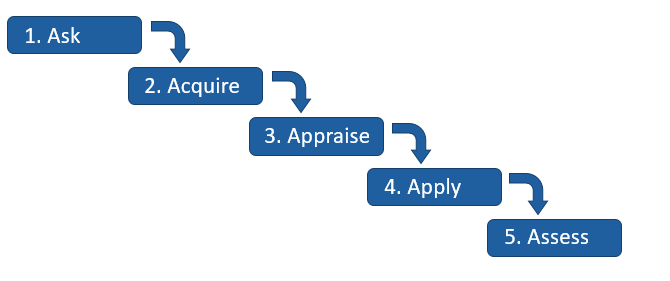 1. Ask
2. Acquire
3. Appraise
4. Apply
5. Assess